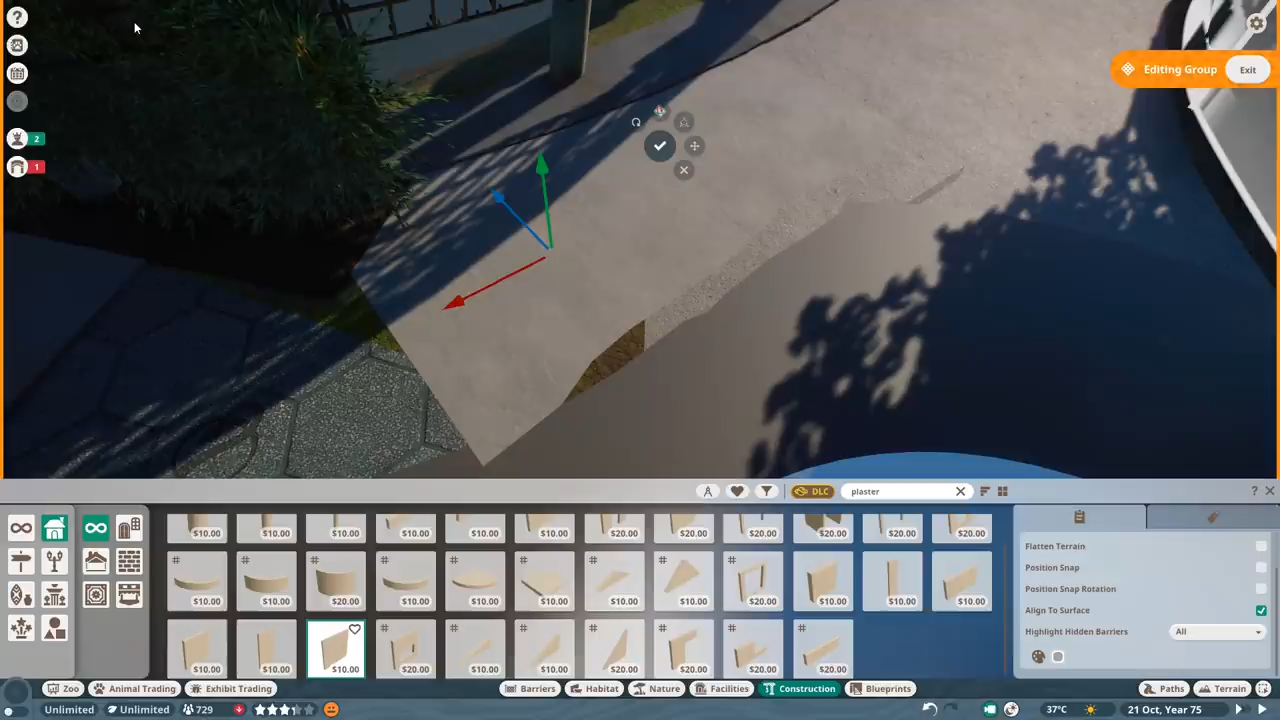 ?
Editing Group
Exit
2
1
DLC
plaster
? ×
$10.00 $10.00 $10.00 $10.00 $10.00 $10.00 $20.00 $20.00 $20.00 $20.00 $20.00 $20.00
# # # # # # # # #
$10.00 $10.00 $20.00 $10.00 $10.00 $10.00 $10.00 $10.00 $20.00 $10.00 $10.00 $10.00
# # # # # # #
$10.00 $10.00 $10.00 $20.00 $10.00 $10.00 $20.00 $20.00 $20.00 $20.00
Flatten Terrain
Position Snap
Position Snap Rotation
Align To Surface
Highlight Hidden Barriers All
Zoo Animal Trading Exhibit Trading Barriers Habitat Nature Facilities Construction Blueprints Paths Terrain
Unlimited Unlimited 729 37°C 21 Oct, Year 75